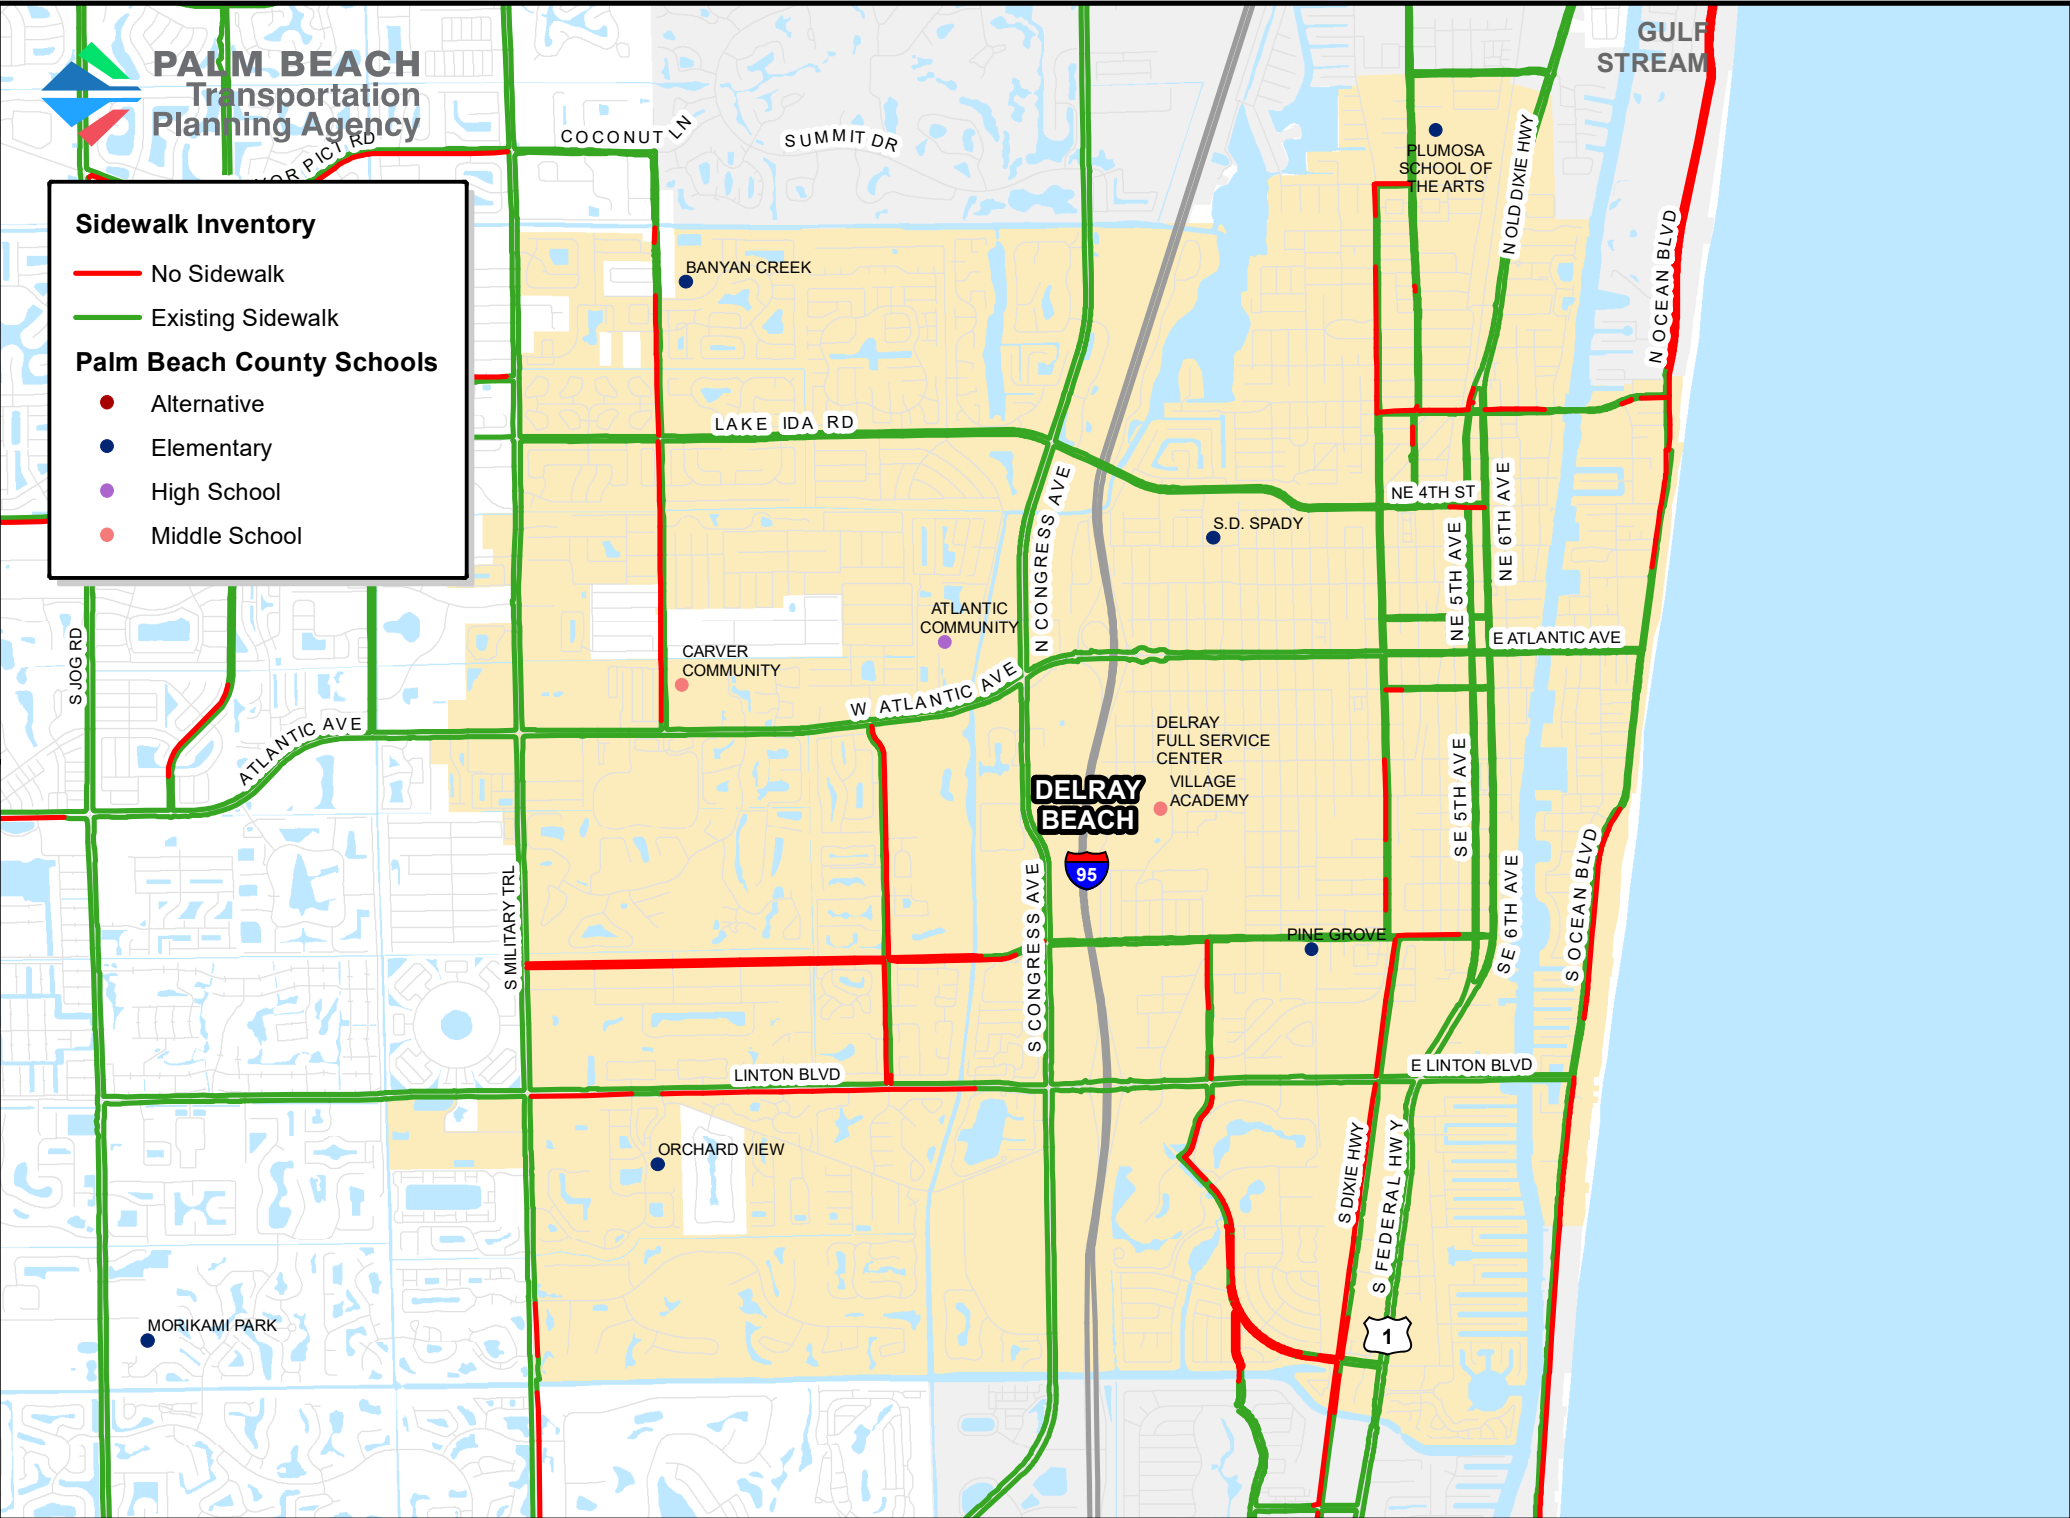 GULF
STREAM
PALM BEACH
Transportation
Planning Agency
PICT RD
COCONUT LN
SUMMIT DR
PLUMOSA
SCHOOL OF
THE ARTS
N OLD DIXIE HWY
N OCEAN BLVD
Sidewalk Inventory
No Sidewalk
Existing Sidewalk
Palm Beach County Schools
Alternative
Elementary
High School
Middle School
BANYAN CREEK
LAKE IDA RD
N CONGRESS AVE
NE 4TH ST
S.D. SPADY
NE 5TH AVE
NE 6TH AVE
ATLANTIC
COMMUNITY
E ATLANTIC AVE
S JOG RD
CARVER
COMMUNITY
W ATLANTIC AVE
ATLANTIC AVE
DELRAY
FULL SERVICE
CENTER
VILLAGE
ACADEMY
DELRAY
BEACH
95
SE 5TH AVE
SE 6TH AVE
S OCEAN BLVD
S MILITARY TRL
S CONGRESS AVE
PINE GROVE
LINTON BLVD
E LINTON BLVD
ORCHARD VIEW
S DIXIE HWY
S FEDERAL HWY
MORIKAMI PARK
1